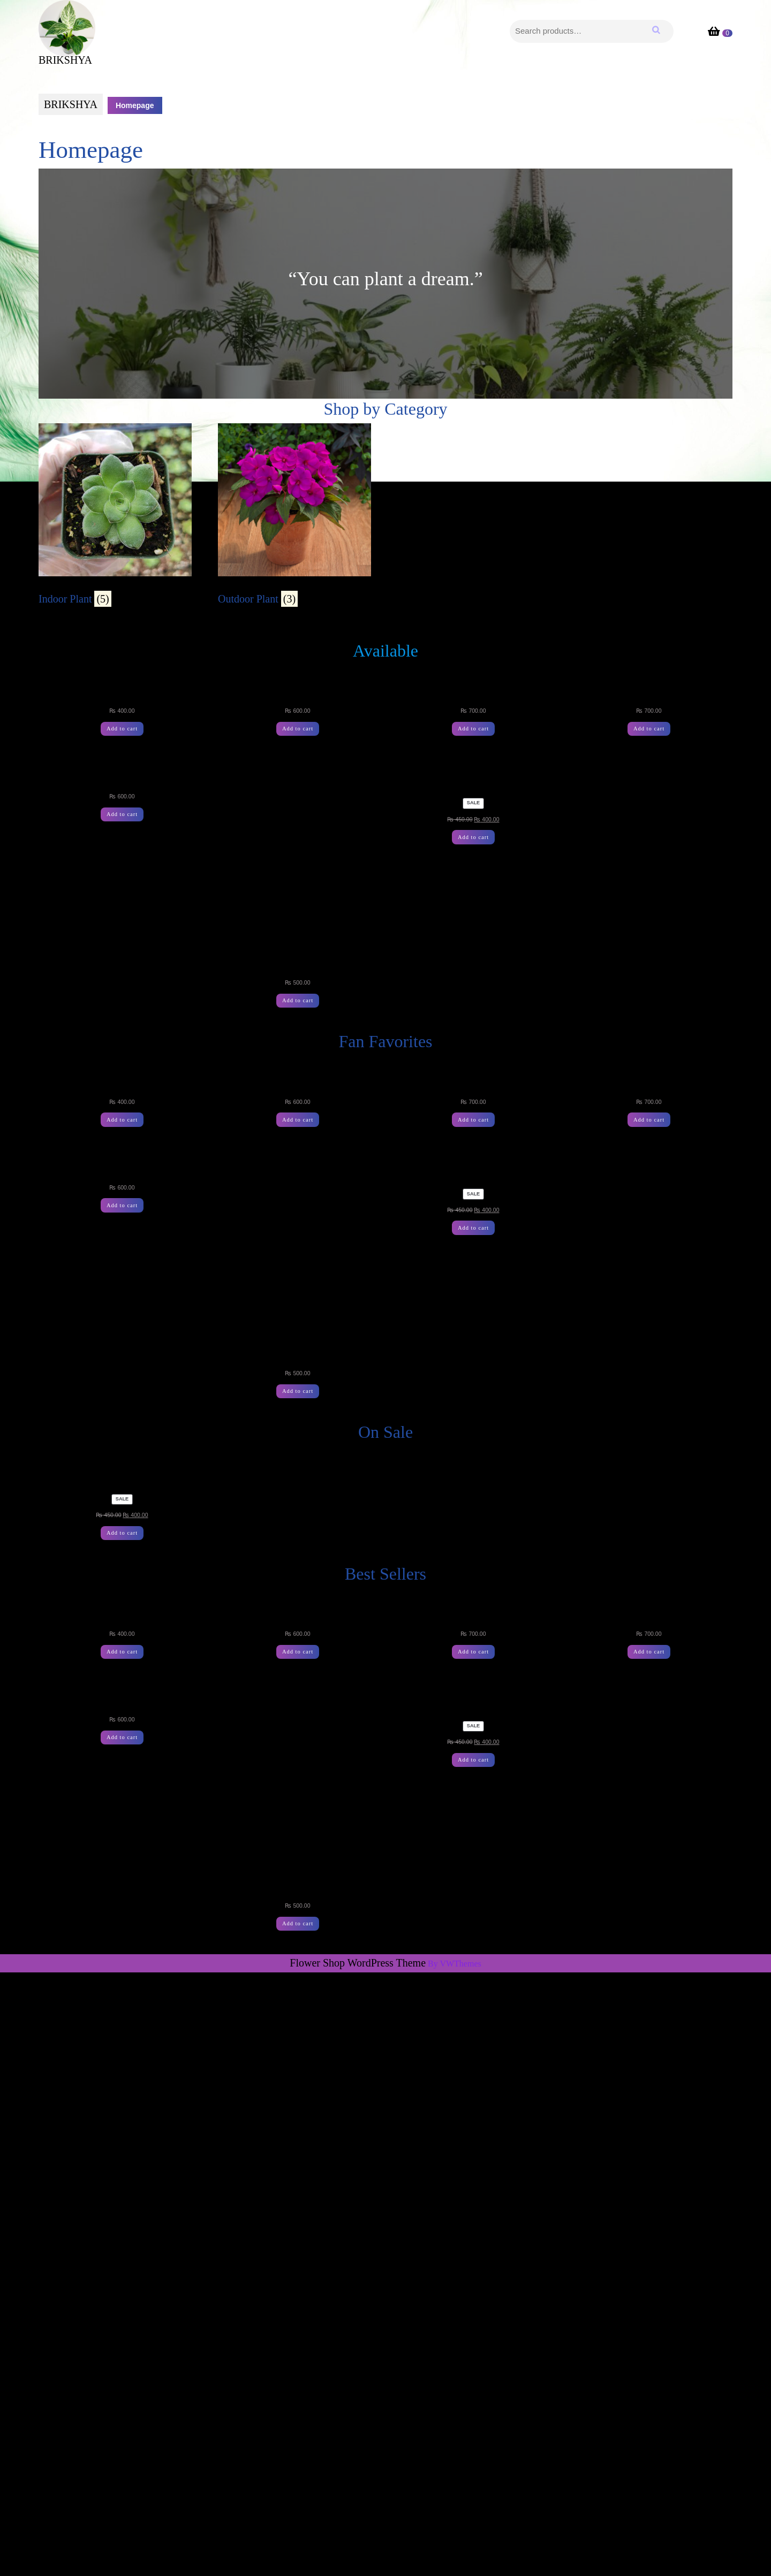 BRIKSHYA
Search products…
0
BRIKSHYA
Homepage
Homepage
“You can plant a dream.”
Shop by Category
Indoor Plant (5)
Outdoor Plant (3)
Available
₨ 400.00
₨ 600.00
₨ 700.00
₨ 700.00
Add to cart
Add to cart
Add to cart
Add to cart
₨ 600.00
Add to cart
SALE
₨ 450.00 ₨ 400.00
Add to cart
₨ 500.00
Add to cart
Fan Favorites
₨ 400.00
₨ 600.00
₨ 700.00
₨ 700.00
Add to cart
Add to cart
Add to cart
Add to cart
₨ 600.00
Add to cart
SALE
₨ 450.00 ₨ 400.00
Add to cart
₨ 500.00
Add to cart
On Sale
SALE
₨ 450.00 ₨ 400.00
Add to cart
Best Sellers
₨ 400.00
₨ 600.00
₨ 700.00
₨ 700.00
Add to cart
Add to cart
Add to cart
Add to cart
₨ 600.00
Add to cart
SALE
₨ 450.00 ₨ 400.00
Add to cart
₨ 500.00
Add to cart
Flower Shop WordPress Theme By VWThemes